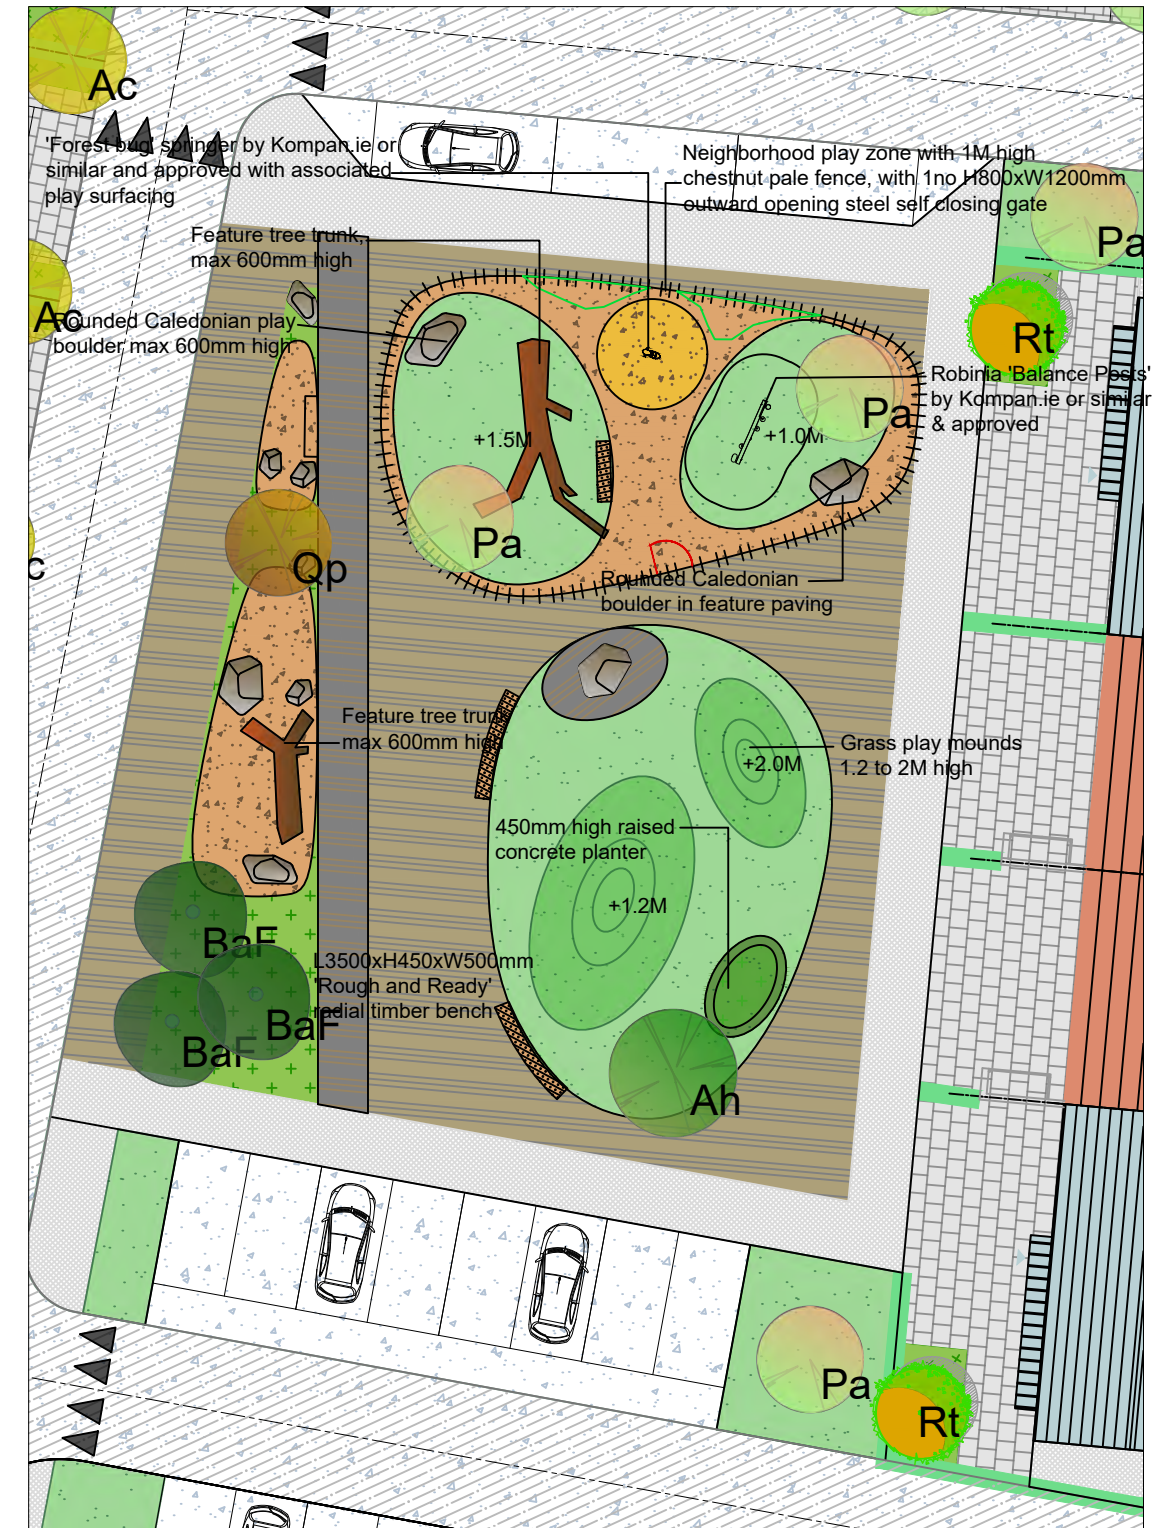 Ac
'Forest bug' springer by Kompan.ie or
similar and approved with associated
play surfacing
Neighborhood play zone with 1M high
chestnut pale fence, with 1no H800xW1200mm
outward opening steel self closing gate
Pa
Feature tree trunk,
max 600mm high
Ac
Rounded Caledonian play
boulder max 600mm high
Rt
Robinia 'Balance Posts'
by Kompan.ie or similar
& approved
Pa
+1.5M
+1.0M
Pa
c
Qp
Rounded Caledonian
boulder in feature paving
Feature tree trunk
max 600mm high
Grass play mounds
1.2 to 2M high
+2.0M
450mm high raised
concrete planter
+1.2M
BaF
L3500xH450xW500mm
'Rough and Ready'
radial timber bench
BaF
BaF
Ah
Pa
Rt